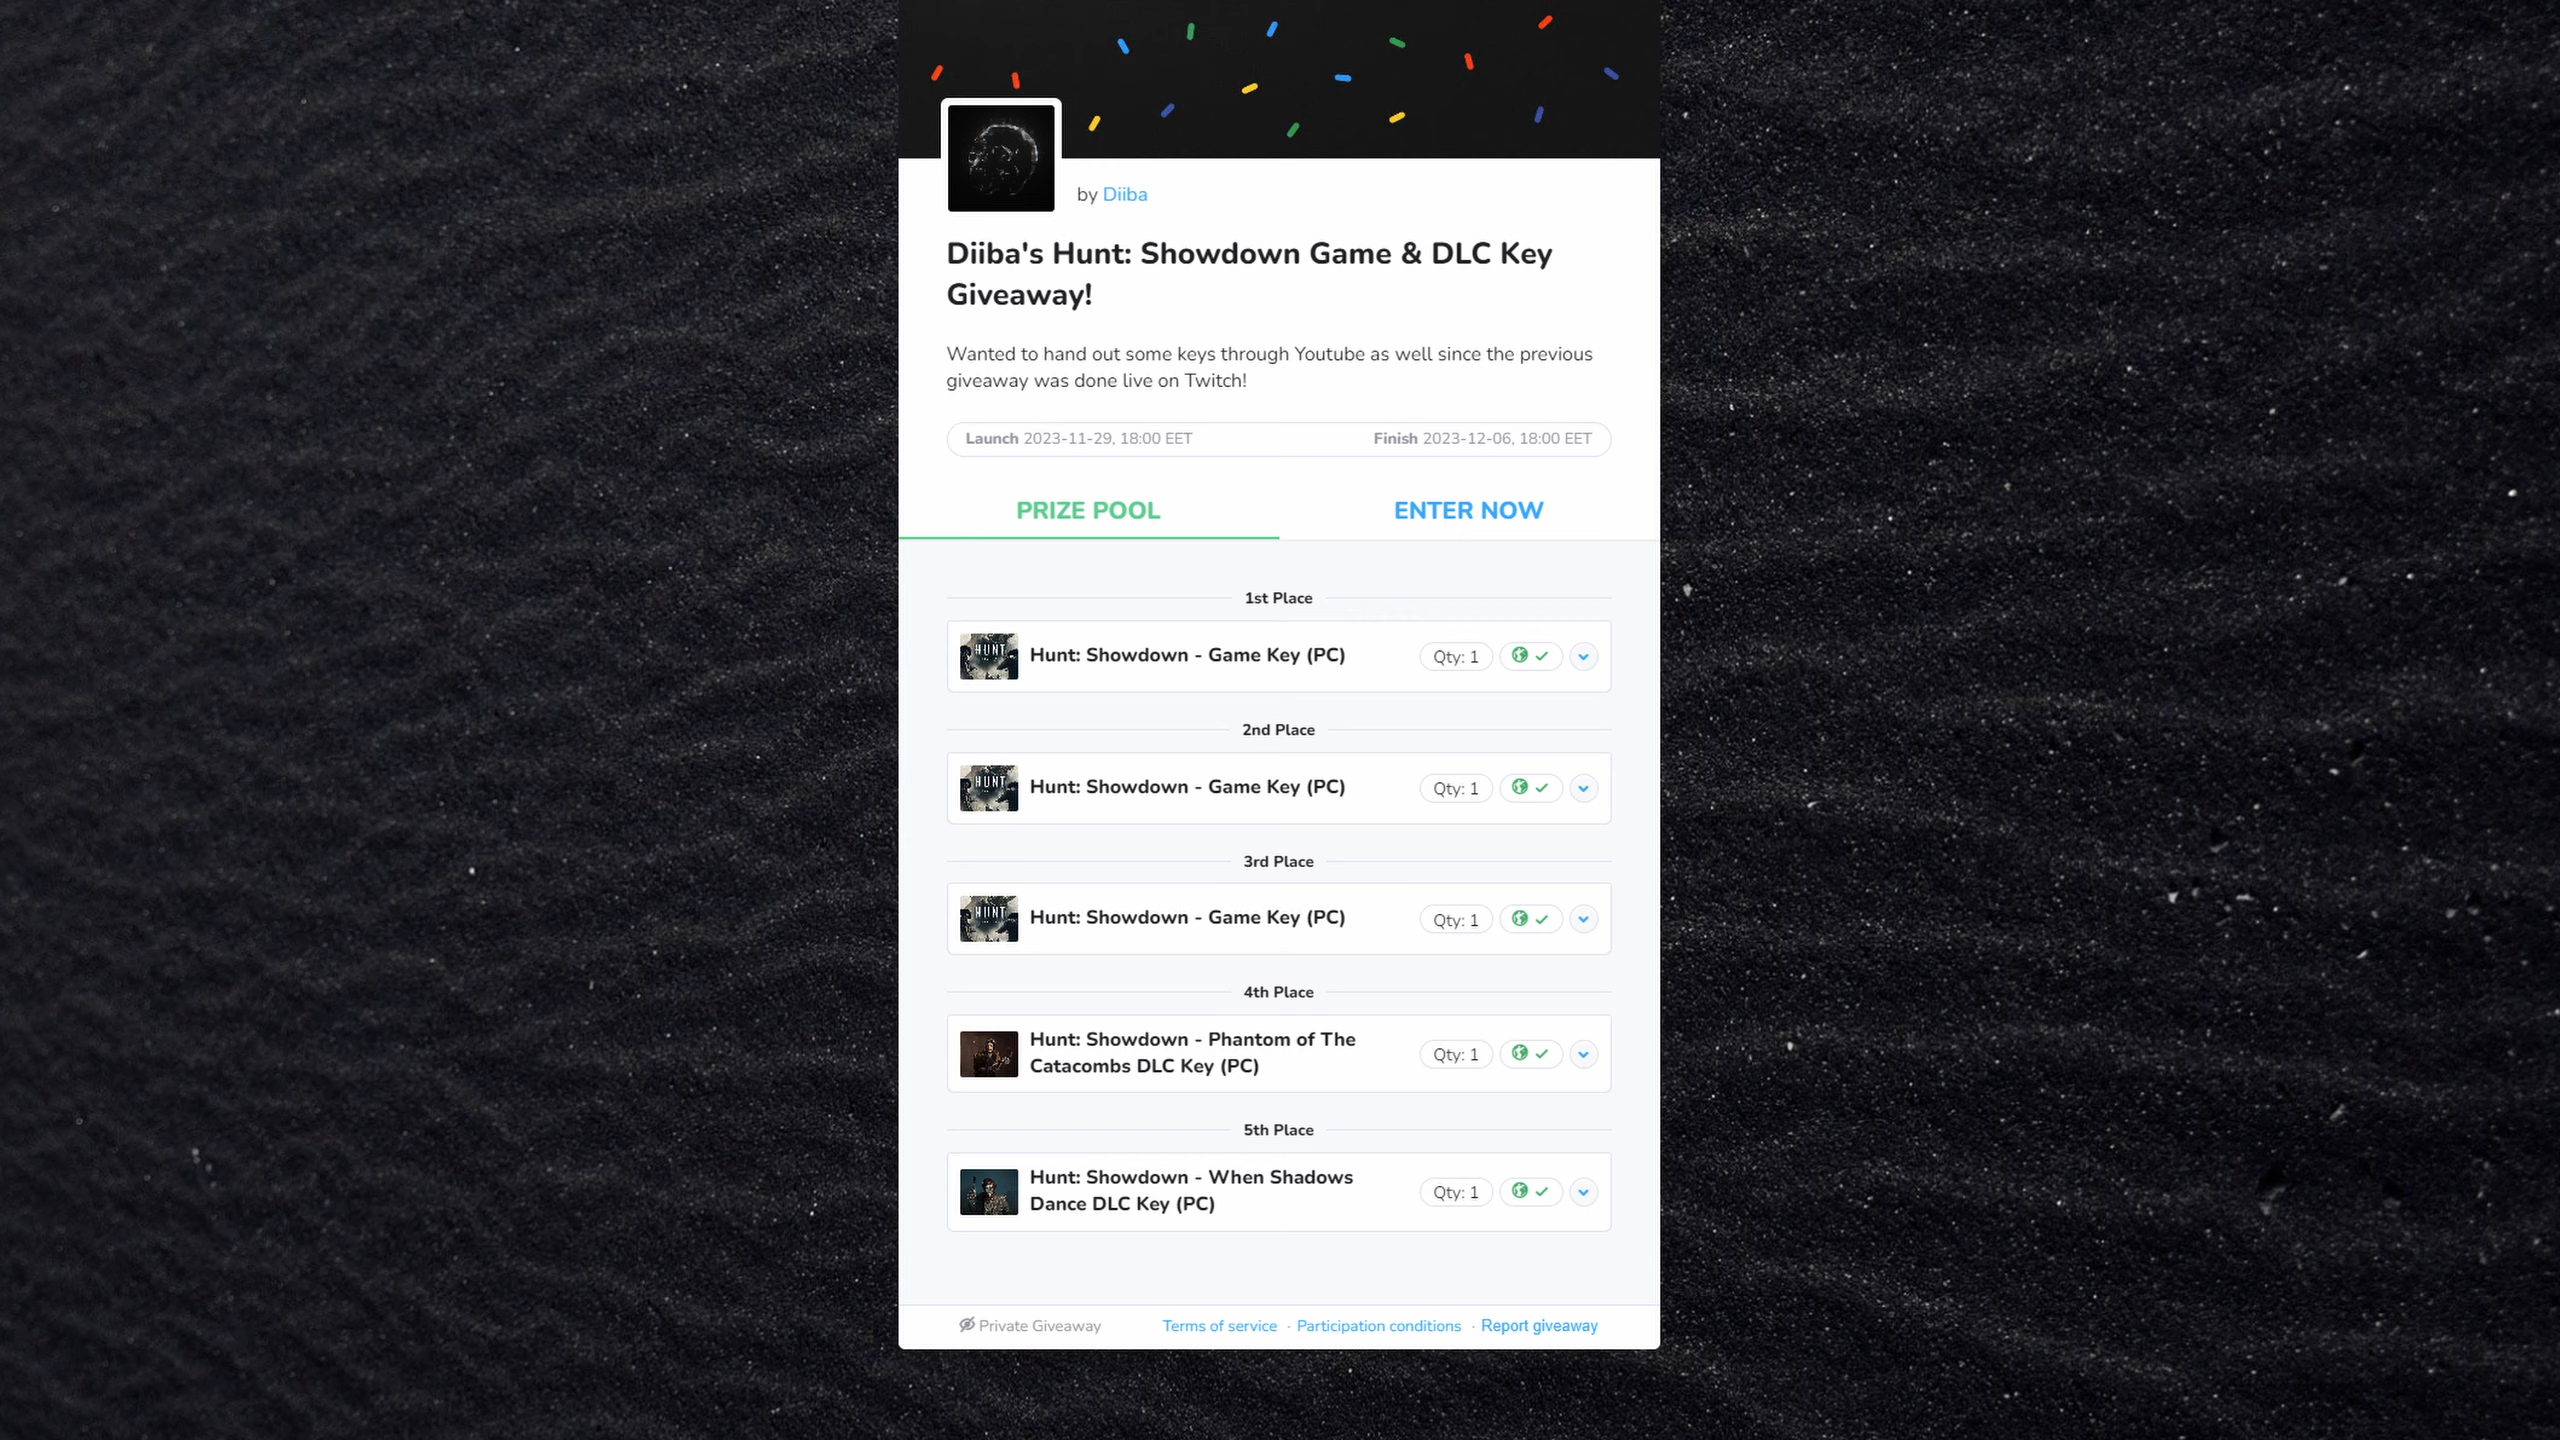 by Diiba
Diiba's Hunt: Showdown Game & DLC Key
Giveaway!
Wanted to hand out some keys through Youtube as well since the previous
giveaway was done live on Twitch!
Launch 2023-11-29, 18:00 EET
Finish 2023-12-06, 18:00 EET
PRIZE POOL
ENTER NOW
1st Place
HUNT
Hunt: Showdown - Game Key (PC)
Qty: 1
2nd Place
HUNT
Hunt: Showdown - Game Key (PC)
Qty: 1
3rd Place
HUNT
Hunt: Showdown - Game Key (PC)
Qty: 1
4th Place
Hunt: Showdown - Phantom of The
Catacombs DLC Key (PC)
Qty: 1
5th Place
Hunt: Showdown - When Shadows
Dance DLC Key (PC)
Qty: 1
Private Giveaway
Terms of service · Participation conditions · Report giveaway